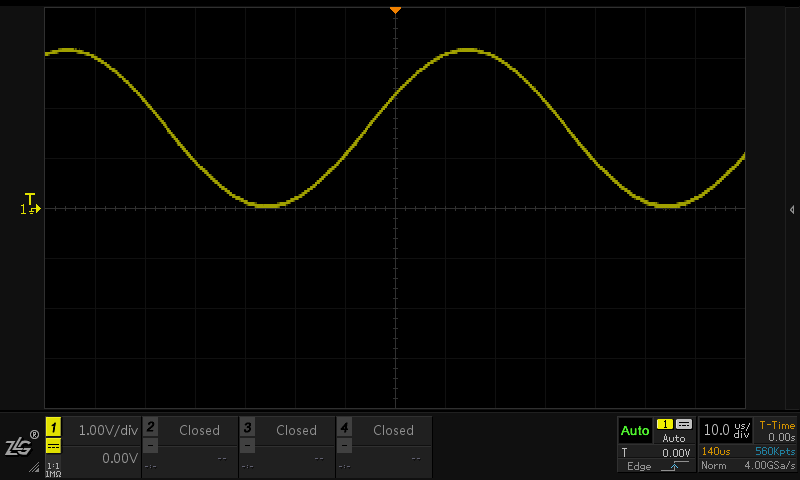 T
1
1 1.00V/div 2 Closed 3 Closed 4 Closed
0.00V -- -- --
1:1 -:- -:- -:-
1MΩ
ZLG®
Auto 1 10.0 us/div T-Time
Auto 0.00s
T 0.00V 140us 560Kpts
Edge Norm 4.00GSa/s